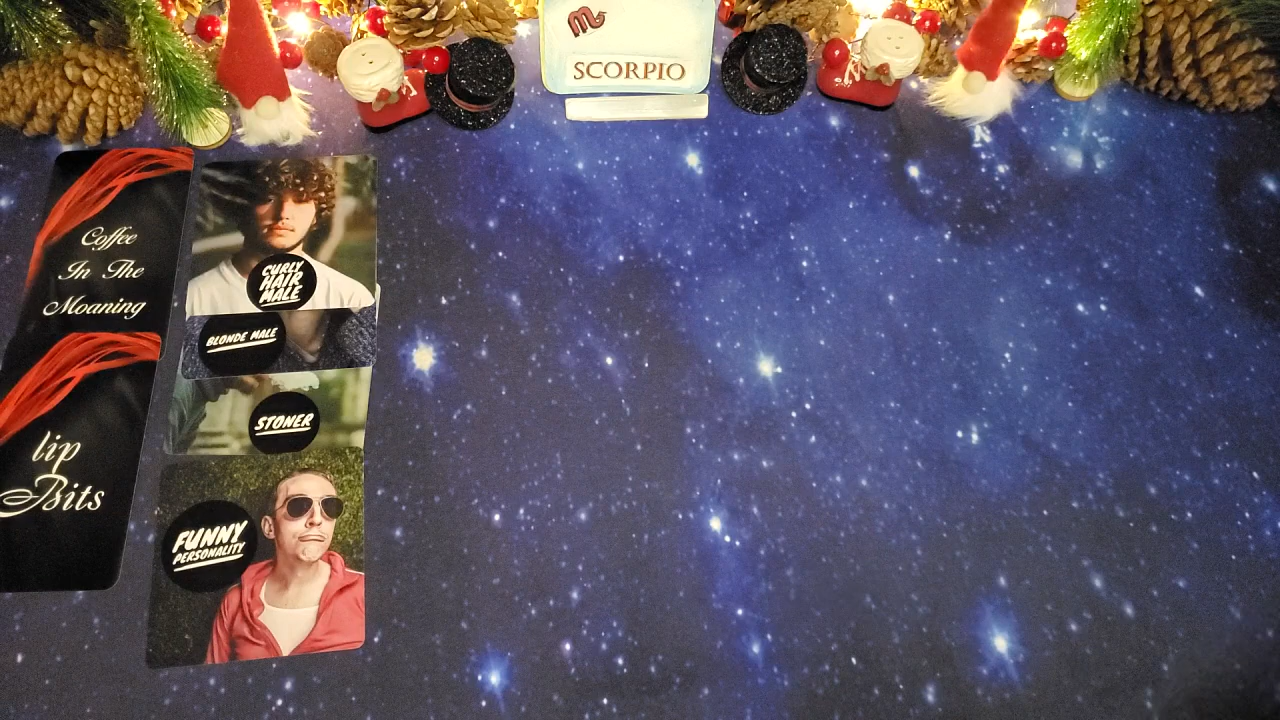 SCORPIO
Coffee
In The
Moaning
lip
Bits
CURLY
HAIR
MALE
BLONDE MALE
STONER
FUNNY
PERSONALITY